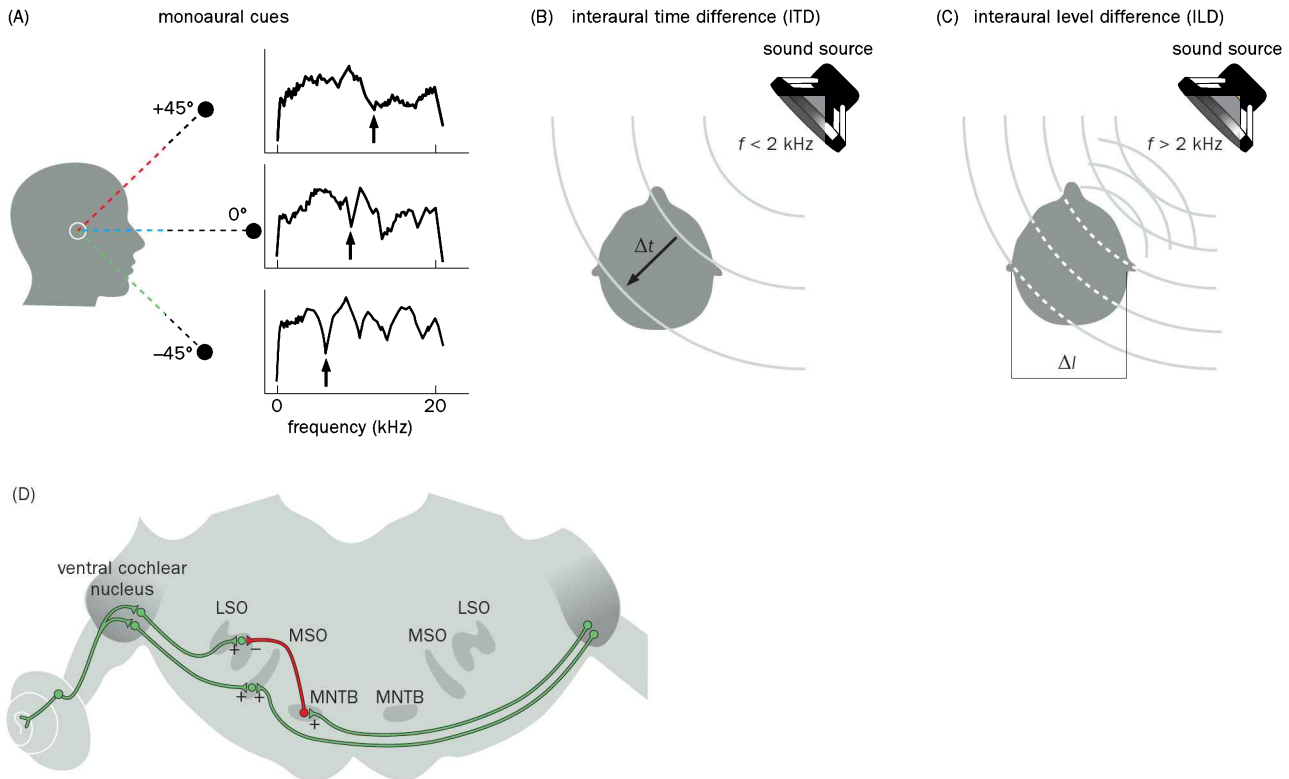 (A) monoaural cues
+45°
0°
–45°
0 20
frequency (kHz)
(B) interaural time difference (ITD)
sound source
f < 2 kHz
Δt
(C) interaural level difference (ILD)
sound source
f > 2 kHz
Δl
(D)
ventral cochlear
nucleus
LSO
MSO
LSO
MSO
+ –
+ +
MNTB
MNTB
+